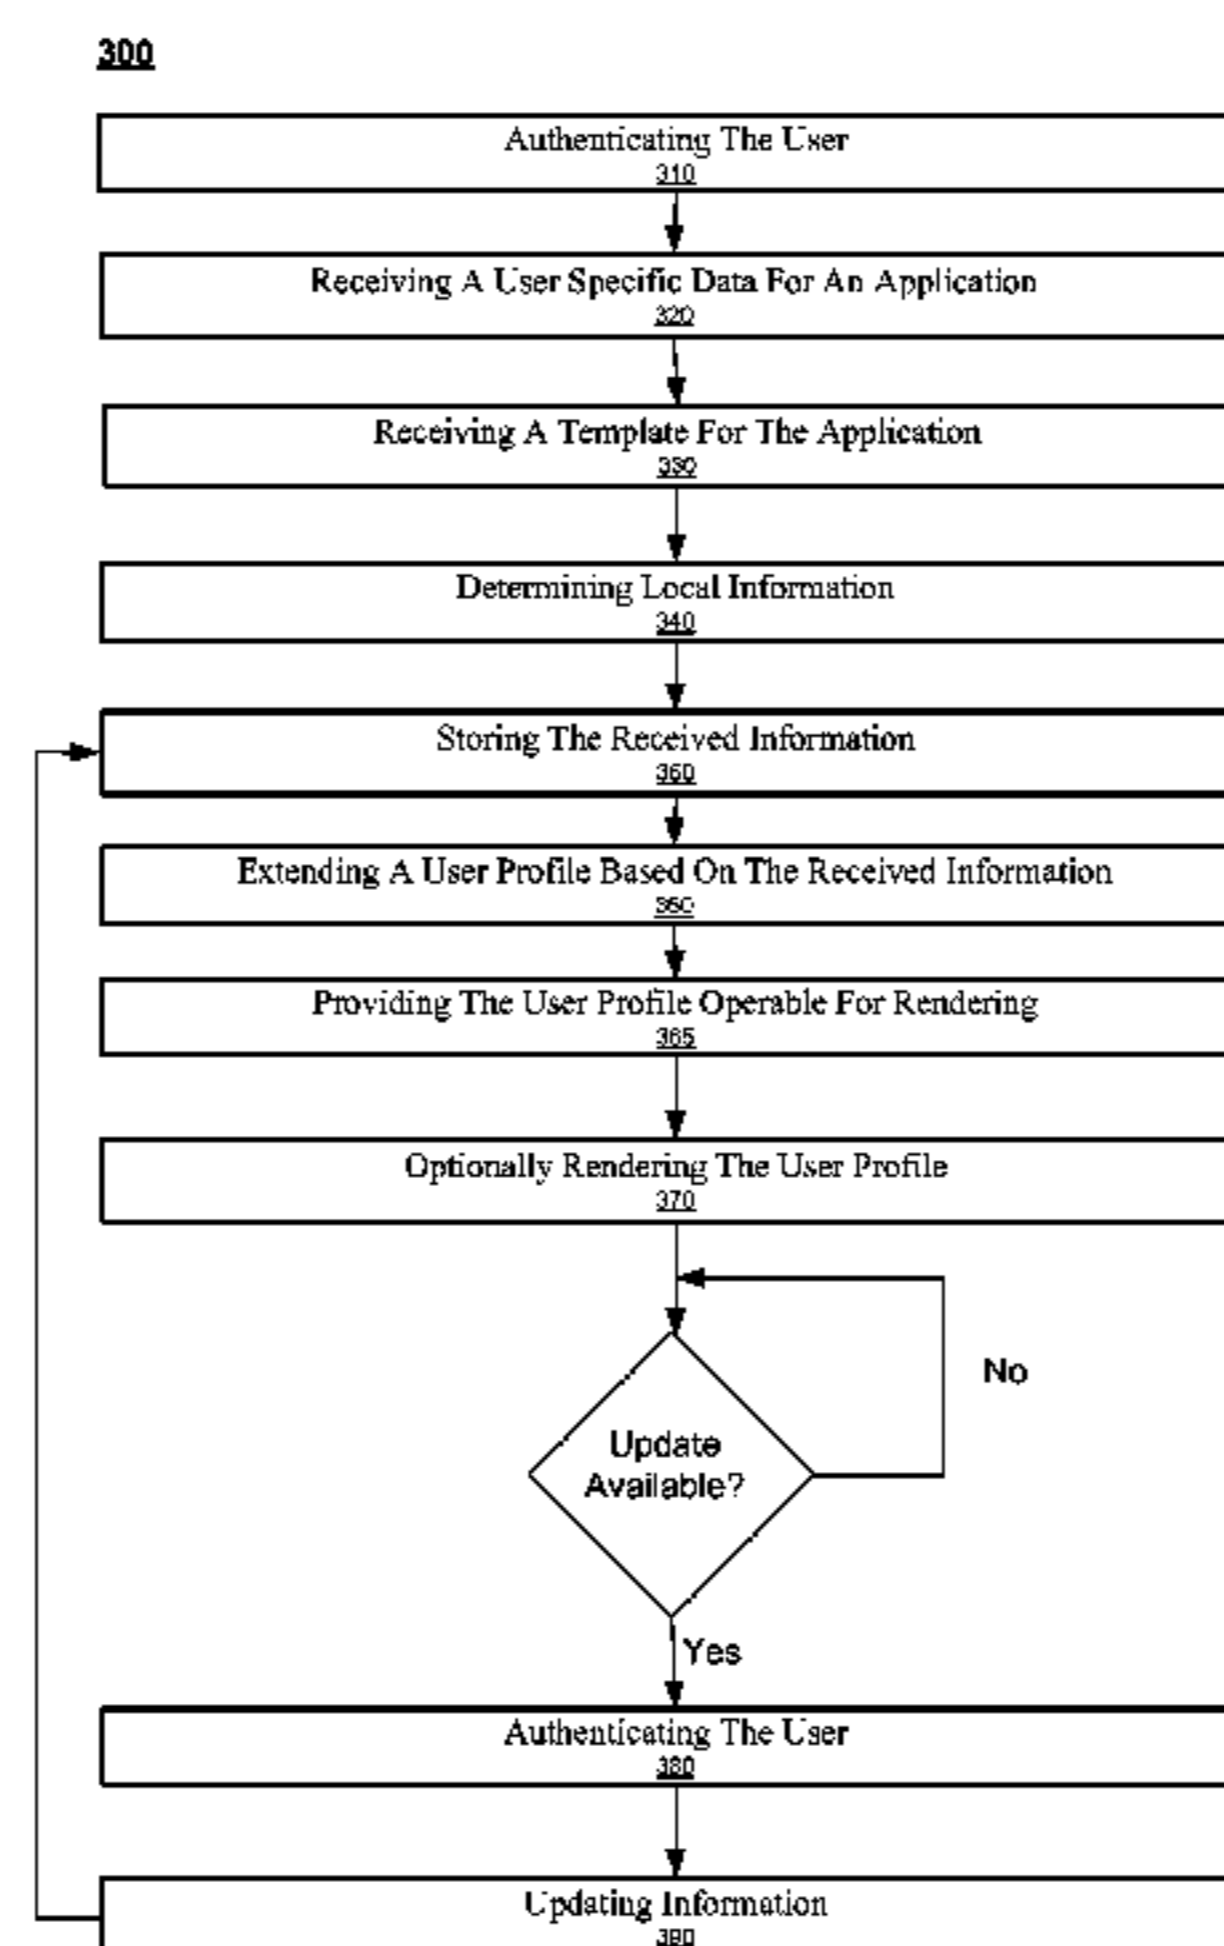 300
Authenticating The User
310
Receiving A User Specific Data For An Application
320
Receiving A Template For The Application
330
Determining Local Information
340
Storing The Received Information
350
Extending A User Profile Based On The Received Information
360
Providing The User Profile Operable For Rendering
365
Optionally Rendering The User Profile
370
No
Update
Available?
Yes
Authenticating The User
380
Updating Information
390